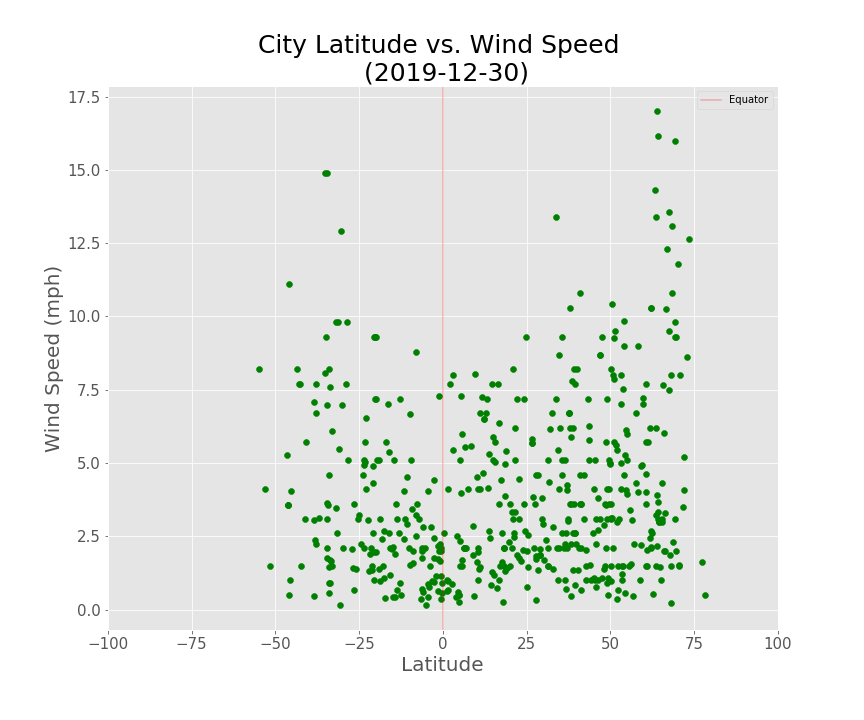 City Latitude vs. Wind Speed
(2019-12-30)
Equator
Wind Speed (mph)
17.5
15.0
12.5
10.0
7.5
5.0
2.5
0.0
−100 −75 −50 −25 0 25 50 75 100
Latitude